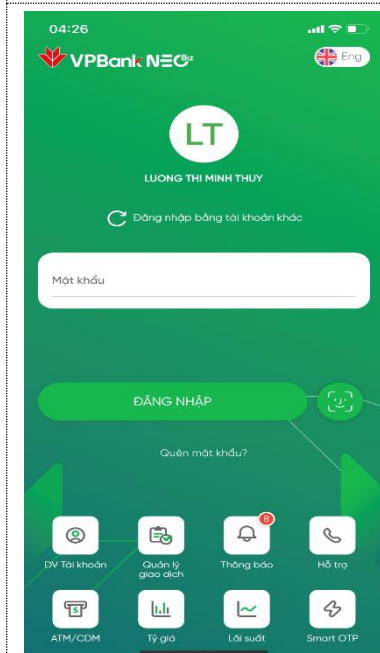 04:26
VPBank NEO Biz
Eng
LT
LUONG THI MINH THUY
Đăng nhập bằng tài khoản khác
Mật khẩu
ĐĂNG NHẬP
Quên mật khẩu?
8
DV Tài khoản
Quản lý
giao dịch
Thông báo
Hỗ trợ
ATM/CDM
Tỷ giá
Lãi suất
Smart OTP